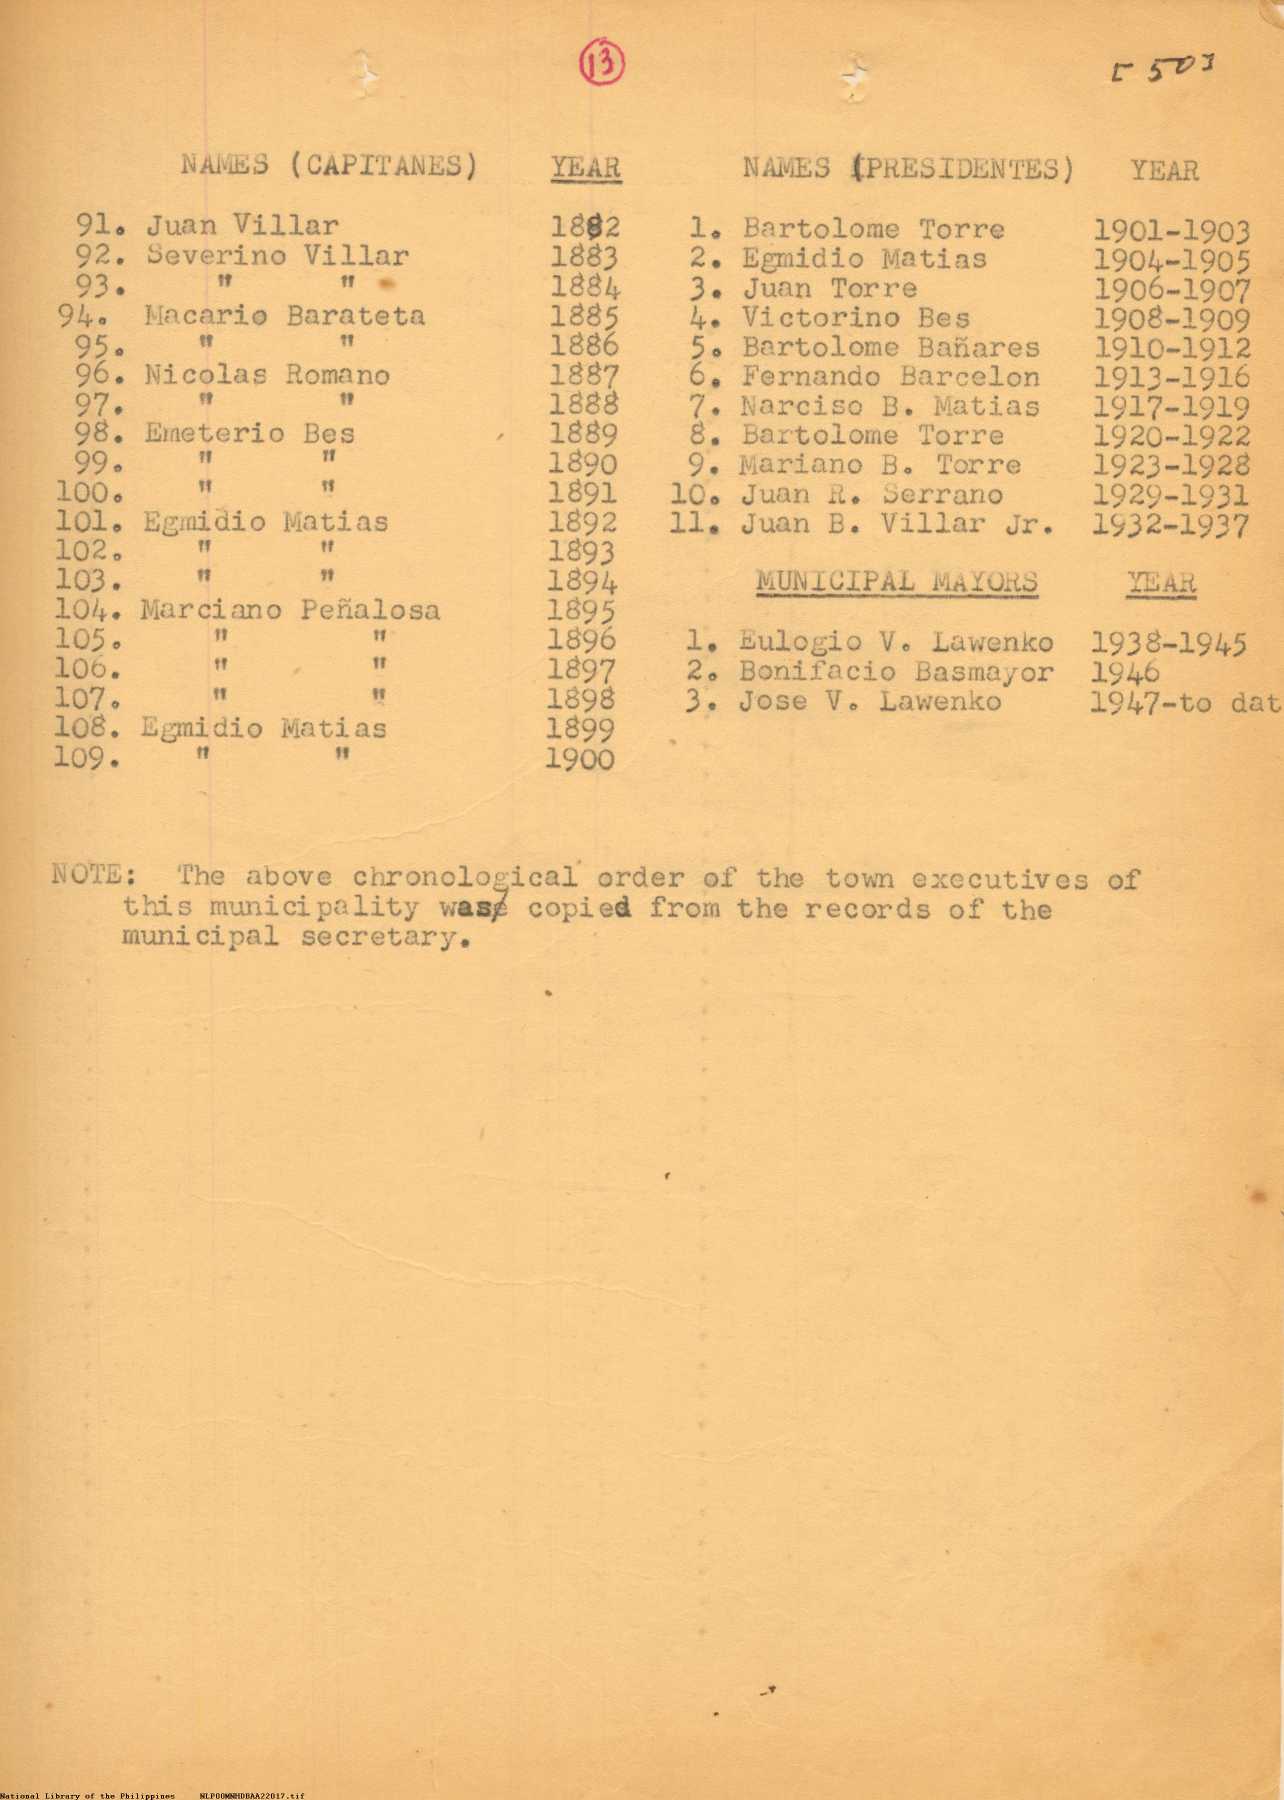 13
503
NAMES (CAPITANES) YEAR
91. Juan Villar 1882
92. Severino Villar 1883
93. " " 1884
94. Macario Barateta 1885
95. " " 1886
96. Nicolas Romano 1887
97. " " 1888
98. Emeterio Bes 1889
99. " " 1890
100. " " 1891
101. Egmidio Matias 1892
102. " " 1893
103. " " 1894
104. Marciano Peñalosa 1895
105. " " 1896
106. " " 1897
107. " " 1898
108. Egmidio Matias 1899
109. " " 1900
NAMES (PRESIDENTES) YEAR
1. Bartolome Torre 1901-1903
2. Egmidio Matias 1904-1905
3. Juan Torre 1906-1907
4. Victorino Bes 1908-1909
5. Bartolome Bañares 1910-1912
6. Fernando Barcelon 1913-1916
7. Narciso B. Matias 1917-1919
8. Bartolome Torre 1920-1922
9. Mariano B. Torre 1923-1928
10. Juan R. Serrano 1929-1931
11. Juan B. Villar Jr. 1932-1937
MUNICIPAL MAYORS YEAR
1. Eulogio V. Lawenko 1938-1945
2. Bonifacio Basmayor 1946
3. Jose V. Lawenko 1947-to dat
NOTE: The above chronological order of the town executives of
this municipality was copied from the records of the
municipal secretary.
National Library of the Philippines NLPOOMNHDBAA22017.tif